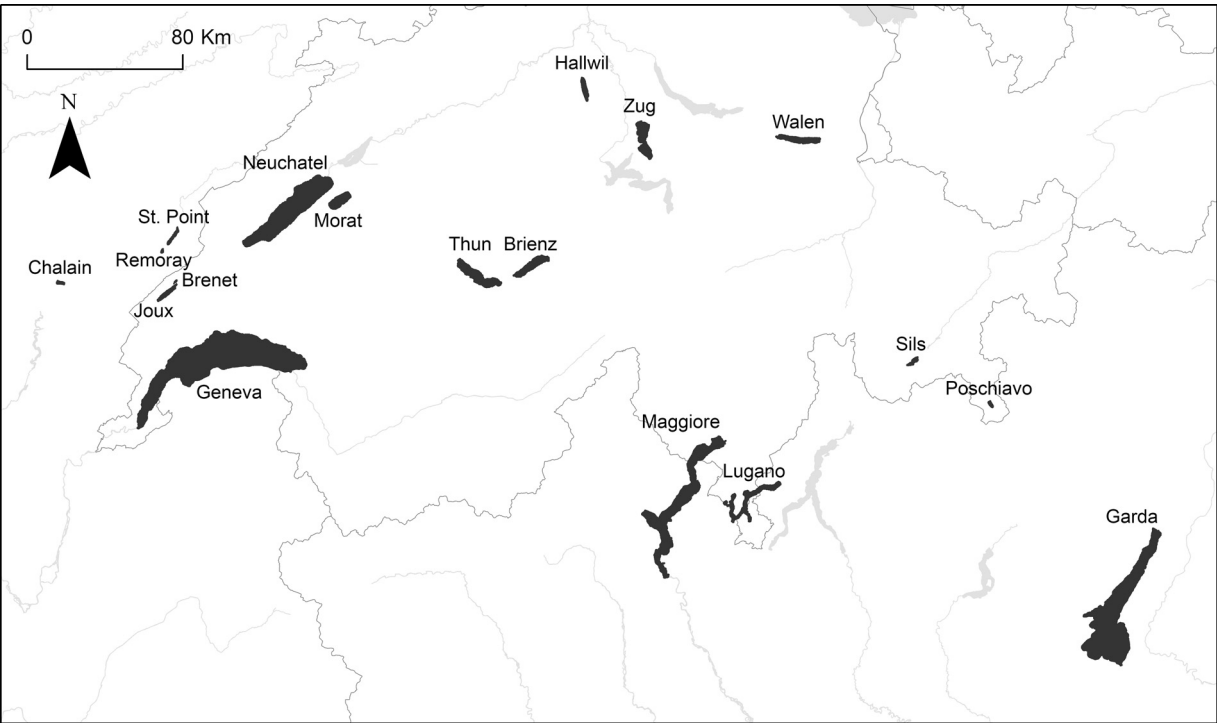 0 80 Km
N
Hallwil
Zug
Walen
Neuchatel
Morat
St. Point
Remoray
Chalain
Brenet
Joux
Thun Brienz
Geneva
Sils
Poschiavo
Maggiore
Lugano
Garda